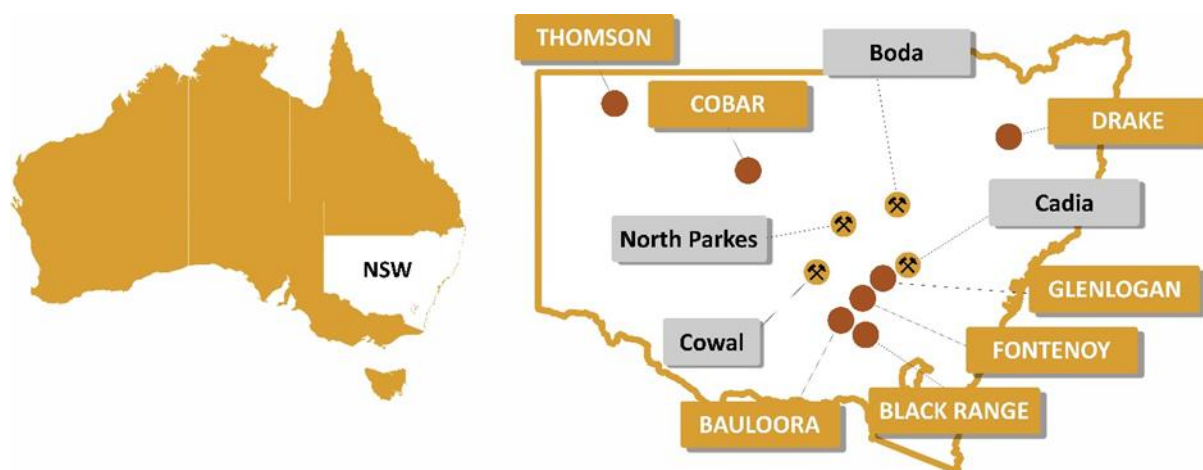 NSW
THOMSON
Boda
COBAR
DRAKE
Cadia
North Parkes
GLENLOGAN
Cowal
FONTENOY
BLACK RANGE
BAULOORA